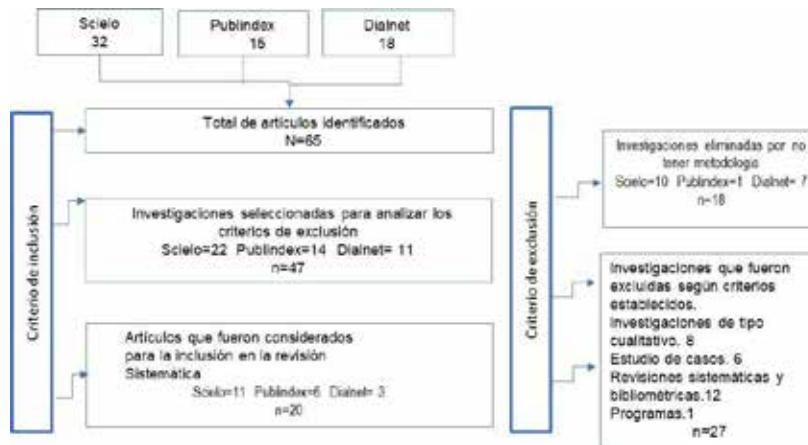 Scielo
32
Publindex
15
Dialnet
18
Total de artículos identificados
N=65
Criterio de inclusión
Investigaciones seleccionadas para analizar los
criterios de exclusión
Scielo=22 Publindex=14 Dialnet= 11
n=47
Artículos que fueron considerados
para la inclusión en la revisión
Sistemática
Scielo=11 Publindex=6 Dialnet= 3
n=20
Criterio de exclusión
Investigaciones eliminadas por no
tener metodología
Scielo=10 Publindex=1 Dialnet= 7
n=18
Investigaciones que fueron
excluidas según criterios
establecidos.
Investigaciones de tipo
cualitativo. 8
Estudio de casos. 6
Revisiones sistemáticas y
bibliométricas.12
Programas.1
n=27